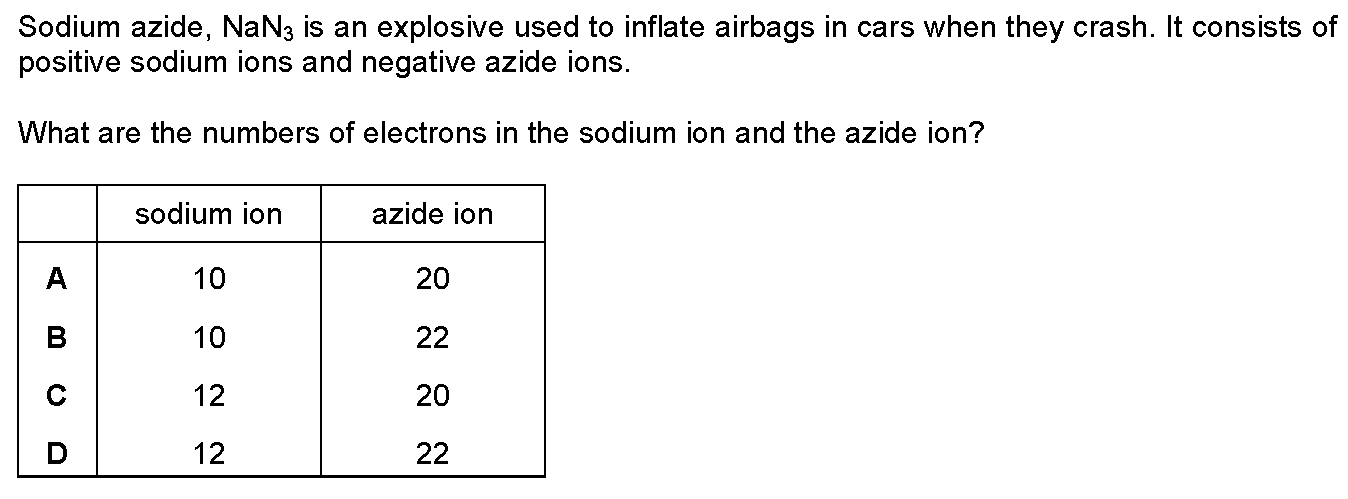 Sodium azide, NaN₃ is an explosive used to inflate airbags in cars when they crash. It consists of
positive sodium ions and negative azide ions.
What are the numbers of electrons in the sodium ion and the azide ion?
sodium ion azide ion
A 10 20
B 10 22
C 12 20
D 12 22